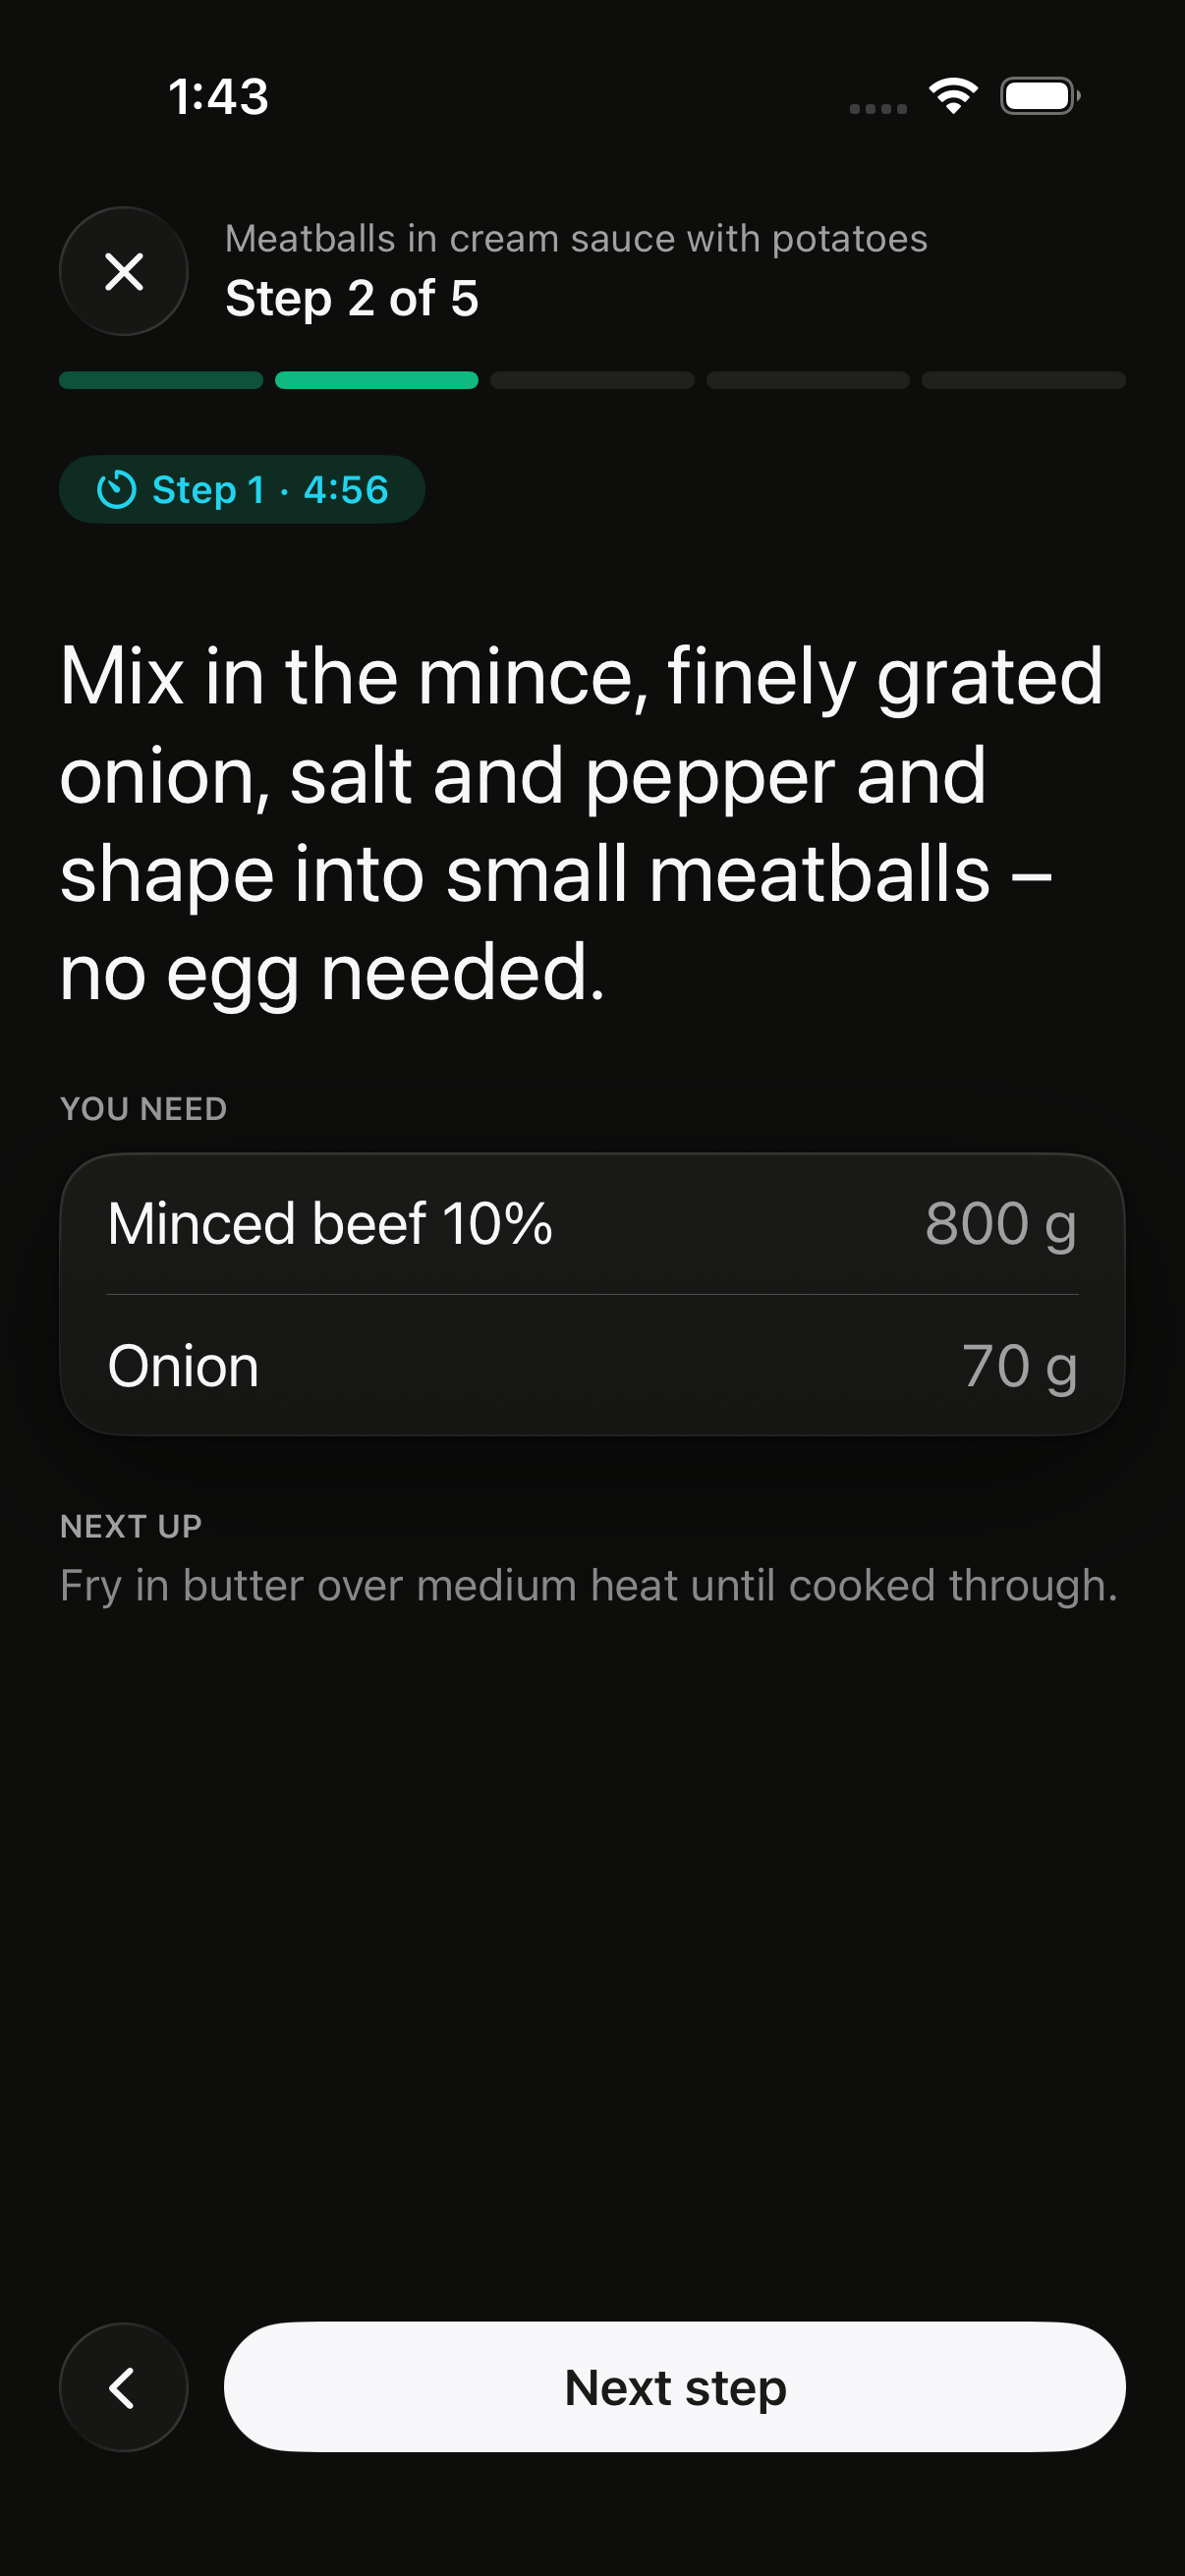 1:43
Meatballs in cream sauce with potatoes
Step 2 of 5
Step 1 · 4:56
Mix in the mince, finely grated
onion, salt and pepper and
shape into small meatballs –
no egg needed.
YOU NEED
Minced beef 10% 800 g
Onion 70 g
NEXT UP
Fry in butter over medium heat until cooked through.
Next step